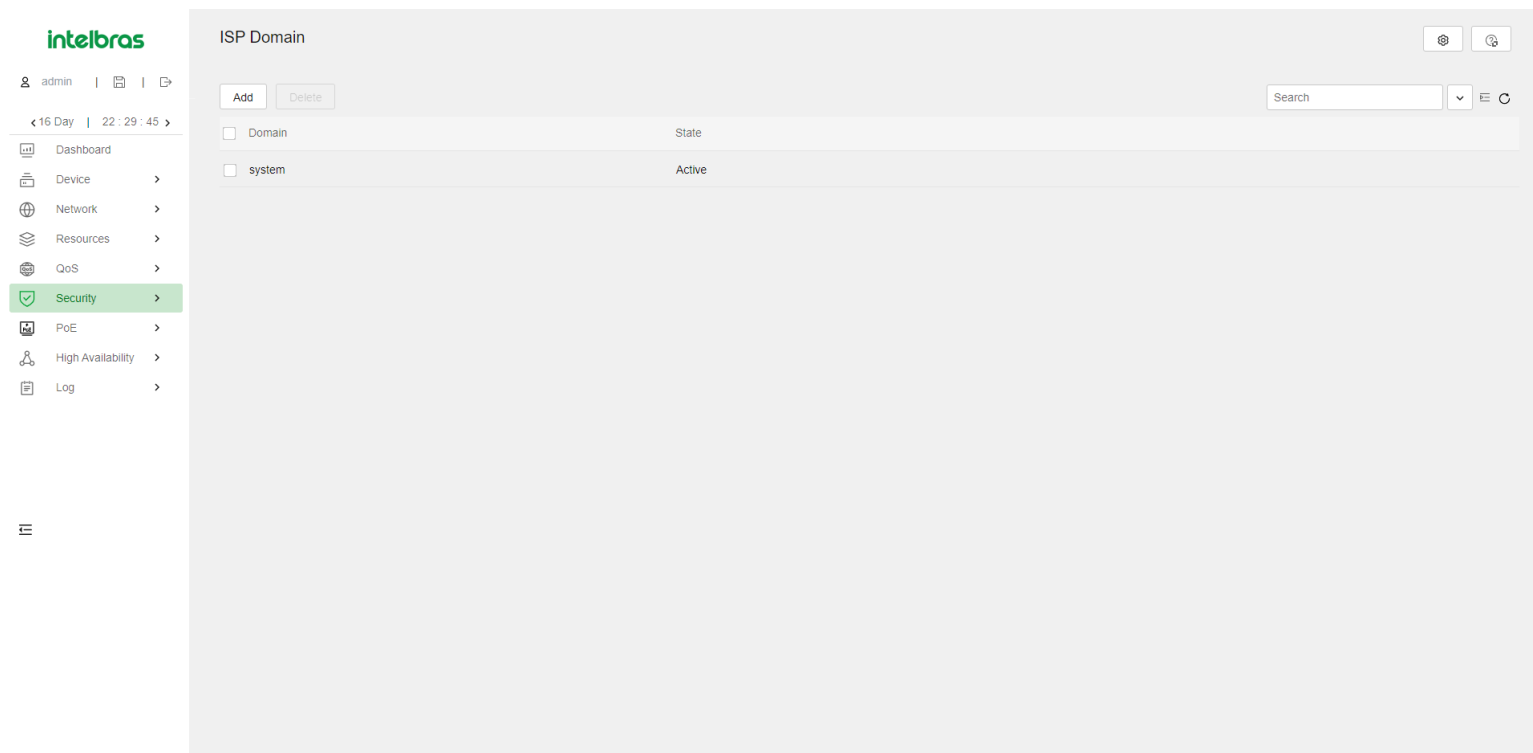 intelbras
admin | |
16 Day | 22 : 29 : 45
Dashboard
Device
Network
Resources
QoS
Security
PoE
High Availability
Log
ISP Domain
Add Delete Search
Domain State
system Active